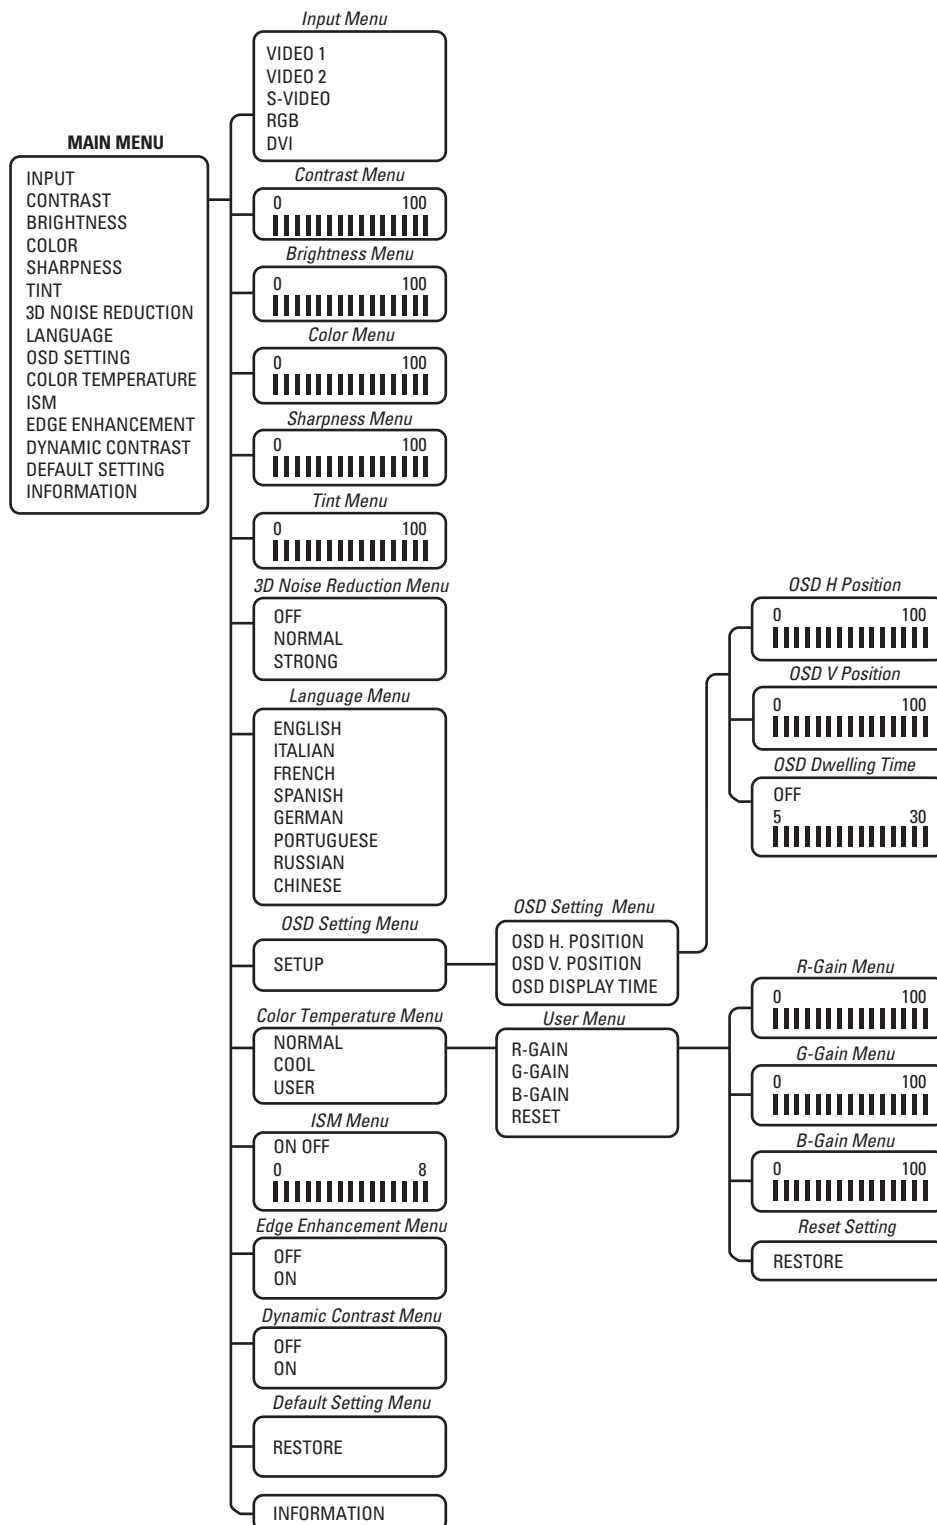 MAIN MENU
INPUT
CONTRAST
BRIGHTNESS
COLOR
SHARPNESS
TINT
3D NOISE REDUCTION
LANGUAGE
OSD SETTING
COLOR TEMPERATURE
ISM
EDGE ENHANCEMENT
DYNAMIC CONTRAST
DEFAULT SETTING
INFORMATION
Input Menu
VIDEO 1
VIDEO 2
S-VIDEO
RGB
DVI
Contrast Menu
0 100
Brightness Menu
0 100
Color Menu
0 100
Sharpness Menu
0 100
Tint Menu
0 100
3D Noise Reduction Menu
OFF
NORMAL
STRONG
Language Menu
ENGLISH
ITALIAN
FRENCH
SPANISH
GERMAN
PORTUGUESE
RUSSIAN
CHINESE
OSD Setting Menu
SETUP
Color Temperature Menu
NORMAL
COOL
USER
ISM Menu
ON OFF
0 8
Edge Enhancement Menu
OFF
ON
Dynamic Contrast Menu
OFF
ON
Default Setting Menu
RESTORE
INFORMATION
OSD Setting Menu
OSD H. POSITION
OSD V. POSITION
OSD DISPLAY TIME
User Menu
R-GAIN
G-GAIN
B-GAIN
RESET
OSD H Position
0 100
OSD V Position
0 100
OSD Dwelling Time
OFF
5 30
R-Gain Menu
0 100
G-Gain Menu
0 100
B-Gain Menu
0 100
Reset Setting
RESTORE